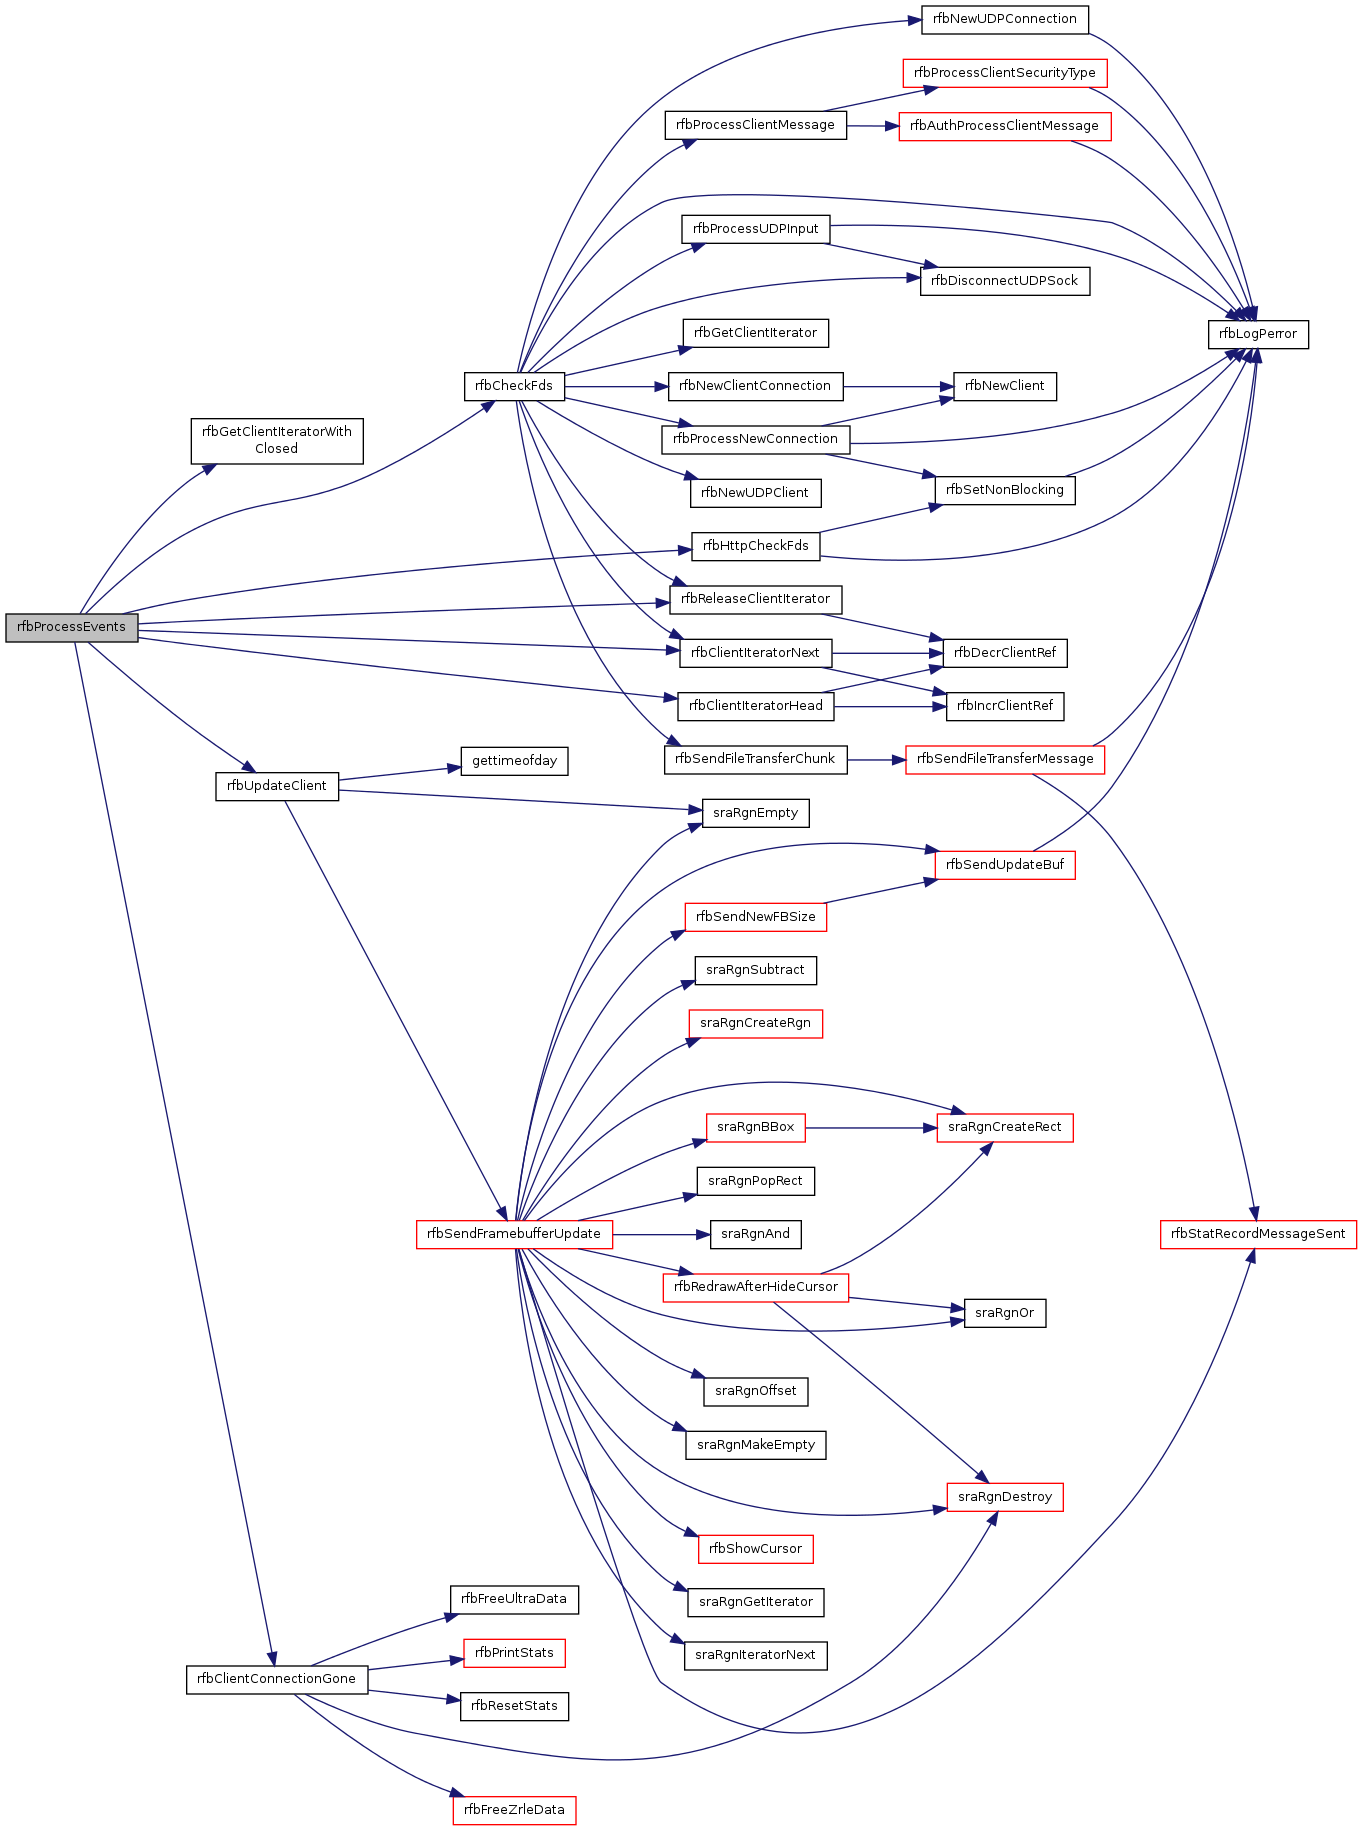 rfbNewUDPConnection
rfbProcessClientSecurityType
rfbProcessClientMessage
rfbAuthProcessClientMessage
rfbProcessUDPInput
rfbDisconnectUDPSock
rfbGetClientIterator
rfbLogPerror
rfbCheckFds
rfbNewClientConnection
rfbNewClient
rfbGetClientIteratorWith
Closed
rfbProcessNewConnection
rfbNewUDPClient
rfbSetNonBlocking
rfbHttpCheckFds
rfbReleaseClientIterator
rfbProcessEvents
rfbClientIteratorNext
rfbDecrClientRef
rfbClientIteratorHead
rfbIncrClientRef
rfbSendFileTransferChunk
rfbSendFileTransferMessage
gettimeofday
rfbUpdateClient
sraRgnEmpty
rfbSendUpdateBuf
rfbSendNewFBSize
sraRgnSubtract
sraRgnCreateRgn
sraRgnBBox
sraRgnCreateRect
sraRgnPopRect
rfbSendFramebufferUpdate
sraRgnAnd
rfbStatRecordMessageSent
rfbRedrawAfterHideCursor
sraRgnOr
sraRgnOffset
sraRgnMakeEmpty
sraRgnDestroy
rfbShowCursor
rfbFreeUltraData
sraRgnGetIterator
rfbPrintStats
sraRgnIteratorNext
rfbClientConnectionGone
rfbResetStats
rfbFreeZrleData